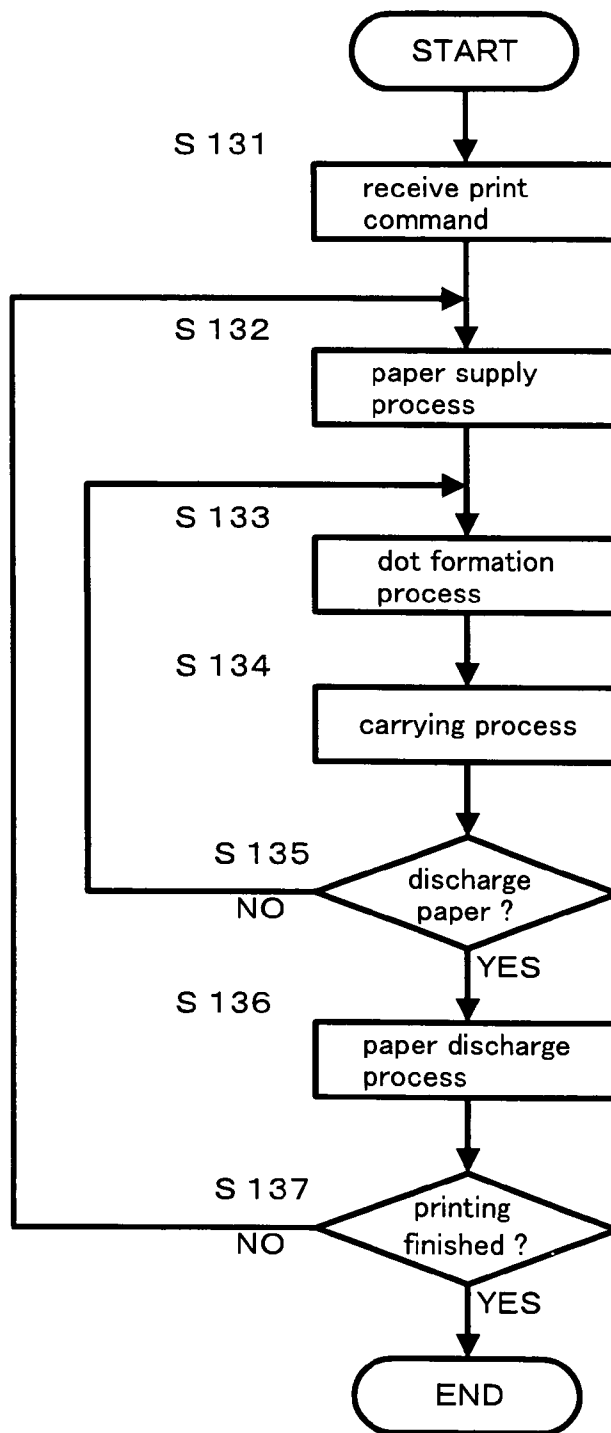 START
S 131
receive print
command
S 132
paper supply
process
S 133
dot formation
process
S 134
carrying process
S 135
discharge
paper ?
NO
YES
S 136
paper discharge
process
S 137
printing
finished ?
NO
YES
END